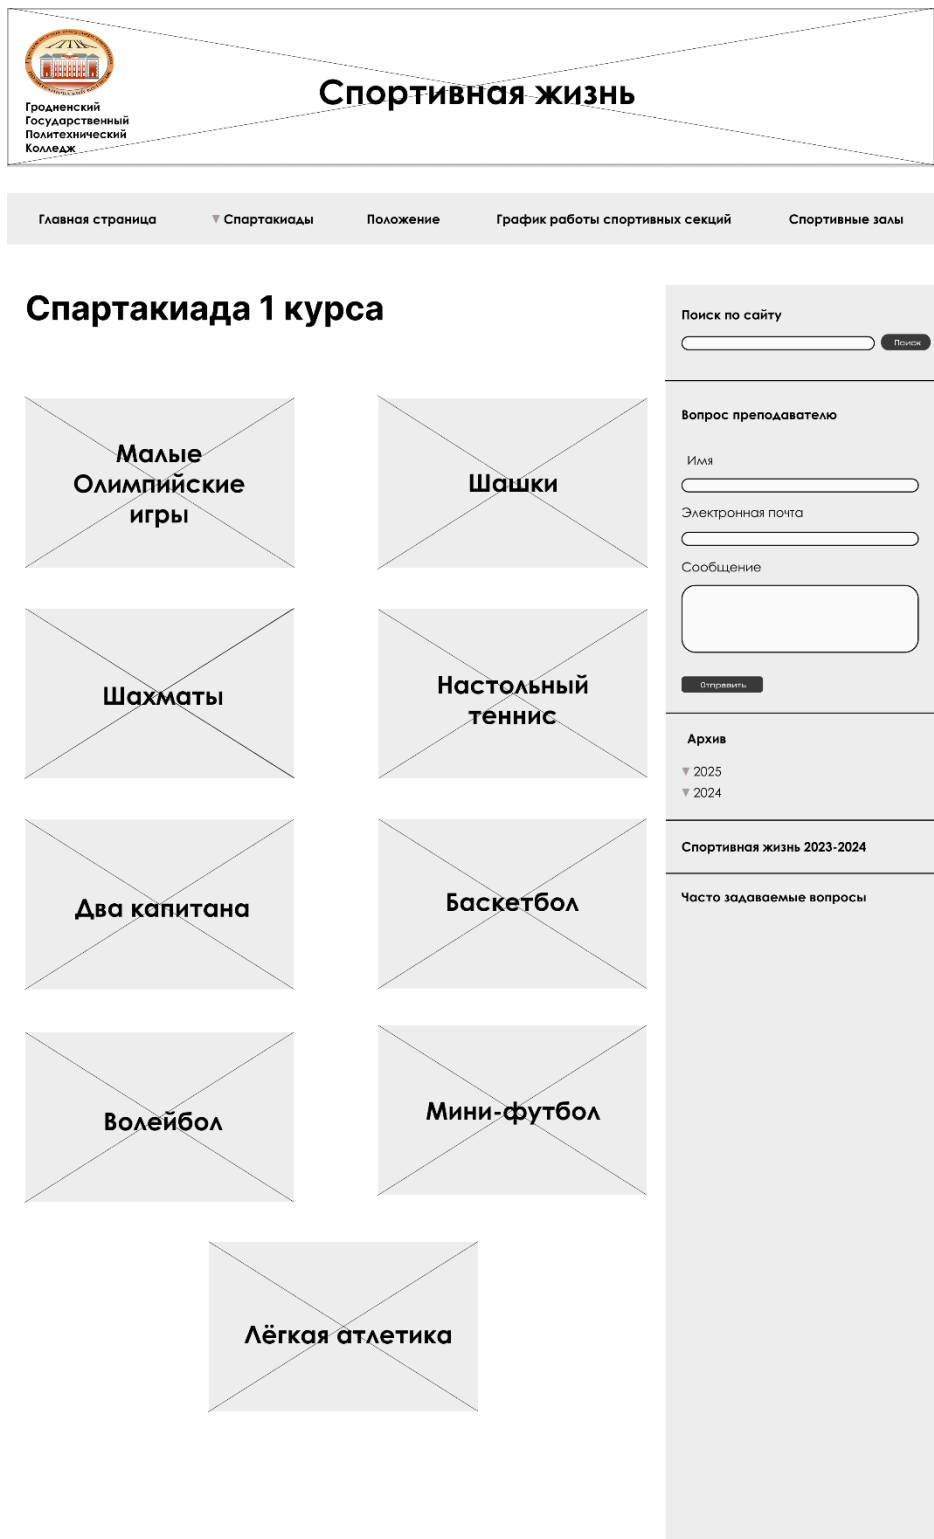 Гродненский
Государственный
Политехнический
Колледж
Спортивная жизнь
Главная страница
Спартакиады
Положение
График работы спортивных секций
Спортивные залы
Спартакиада 1 курса
Малые
Олимпийские
игры
Шашки
Шахматы
Настольный
теннис
Два капитана
Баскетбол
Волейбол
Мини-футбол
Лёгкая атлетика
Поиск по сайту
Поиск
Вопрос преподавателю
Имя
Электронная почта
Сообщение
Отправить
Архив
2025
2024
Спортивная жизнь 2023-2024
Часто задаваемые вопросы